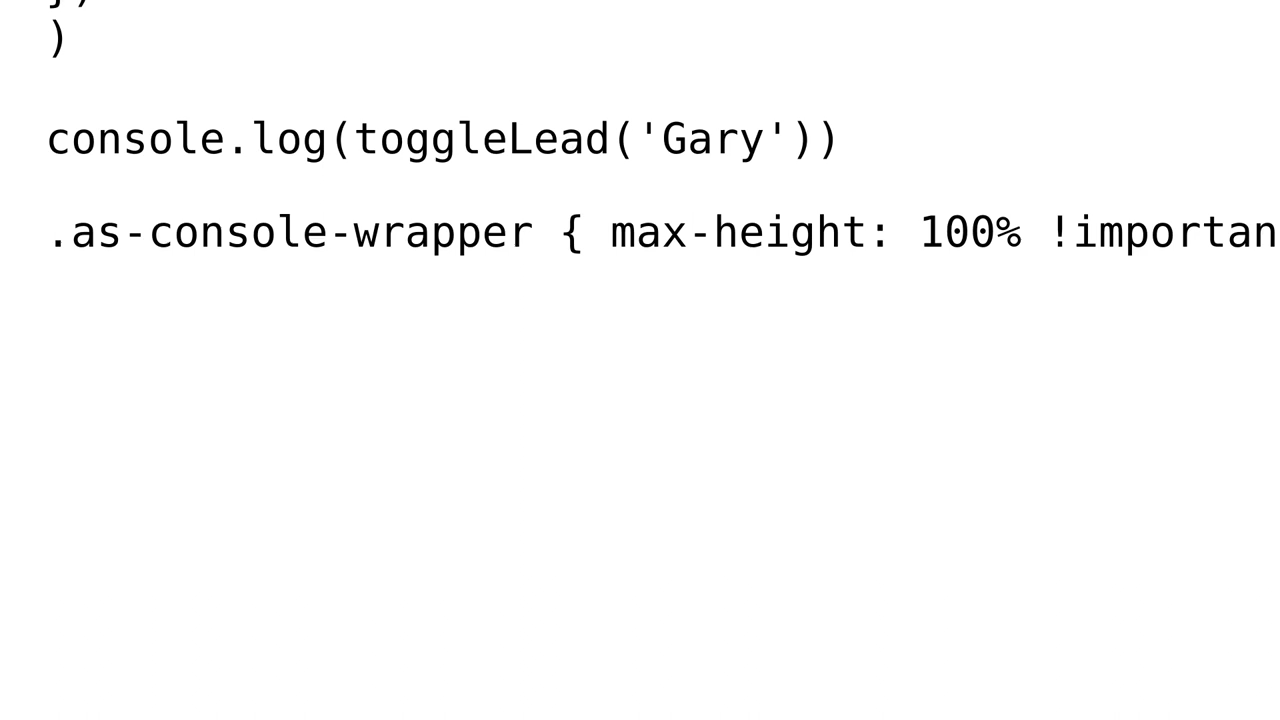 )
console.log(toggleLead('Gary'))
.as-console-wrapper { max-height: 100% !importan